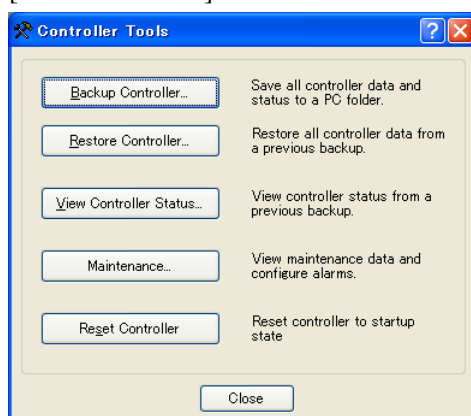 Controller Tools
Backup Controller...
Save all controller data and
status to a PC folder.
Restore Controller...
Restore all controller data from
a previous backup.
View Controller Status...
View controller status from a
previous backup.
Maintenance...
View maintenance data and
configure alarms.
Reset Controller
Reset controller to startup
state
Close